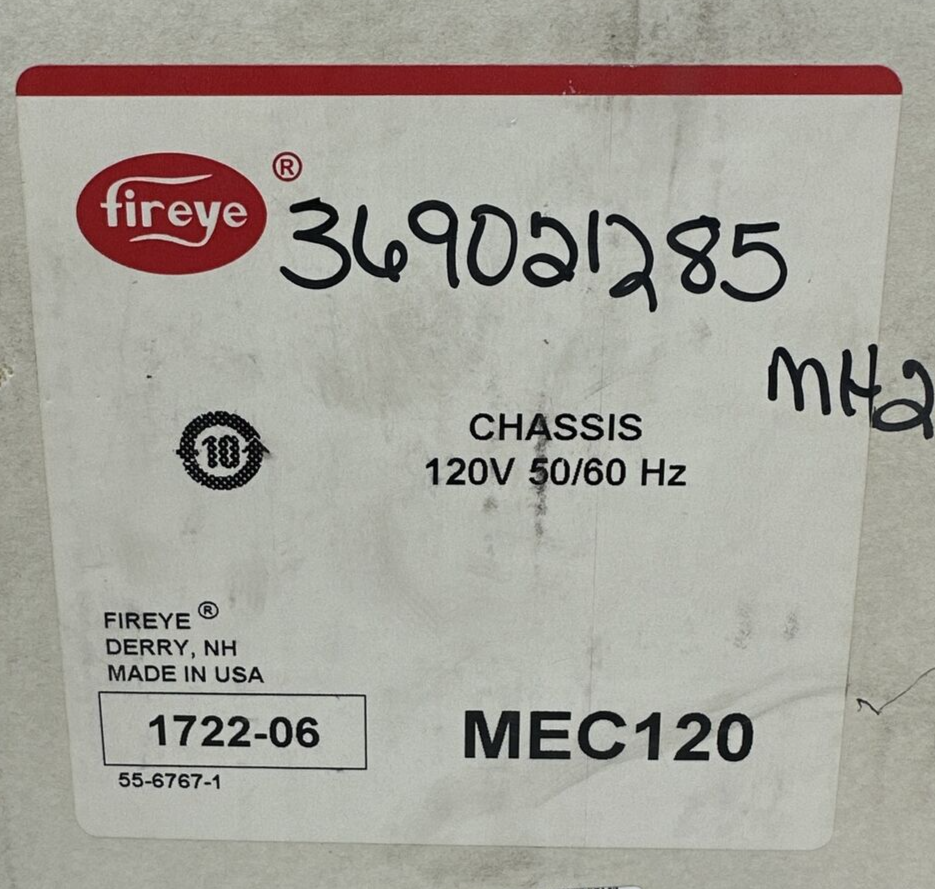 fireye ®
369021285
MH2
10
CHASSIS
120V 50/60 Hz
FIREYE ®
DERRY, NH
MADE IN USA
1722-06
MEC120
55-6767-1